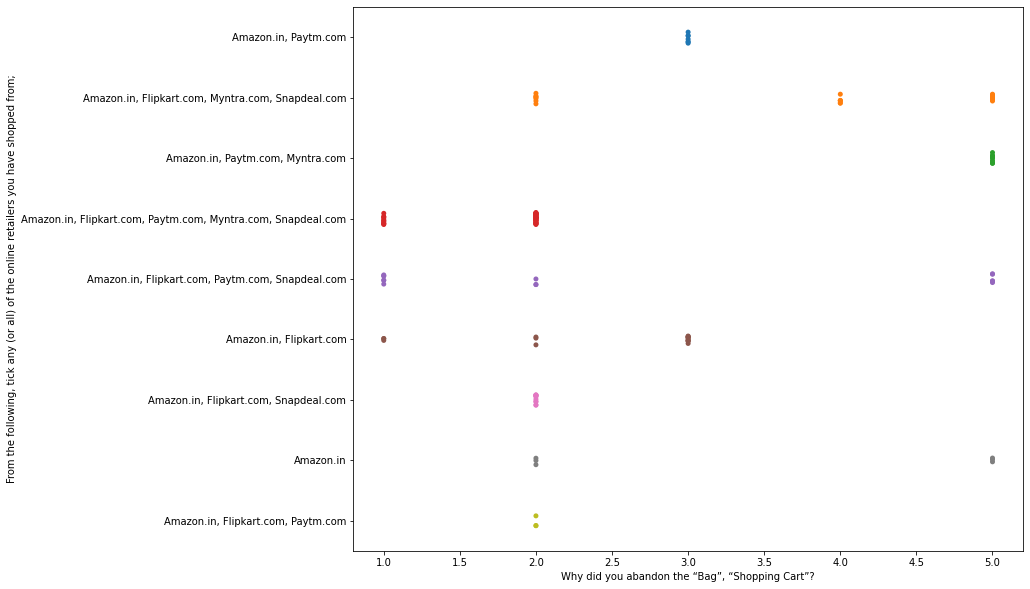 From the following, tick any (or all) of the online retailers you have shopped from;
Amazon.in, Paytm.com
Amazon.in, Flipkart.com, Myntra.com, Snapdeal.com
Amazon.in, Paytm.com, Myntra.com
Amazon.in, Flipkart.com, Paytm.com, Myntra.com, Snapdeal.com
Amazon.in, Flipkart.com, Paytm.com, Snapdeal.com
Amazon.in, Flipkart.com
Amazon.in, Flipkart.com, Snapdeal.com
Amazon.in
Amazon.in, Flipkart.com, Paytm.com
1.0 1.5 2.0 2.5 3.0 3.5 4.0 4.5 5.0
Why did you abandon the “Bag”, “Shopping Cart”?